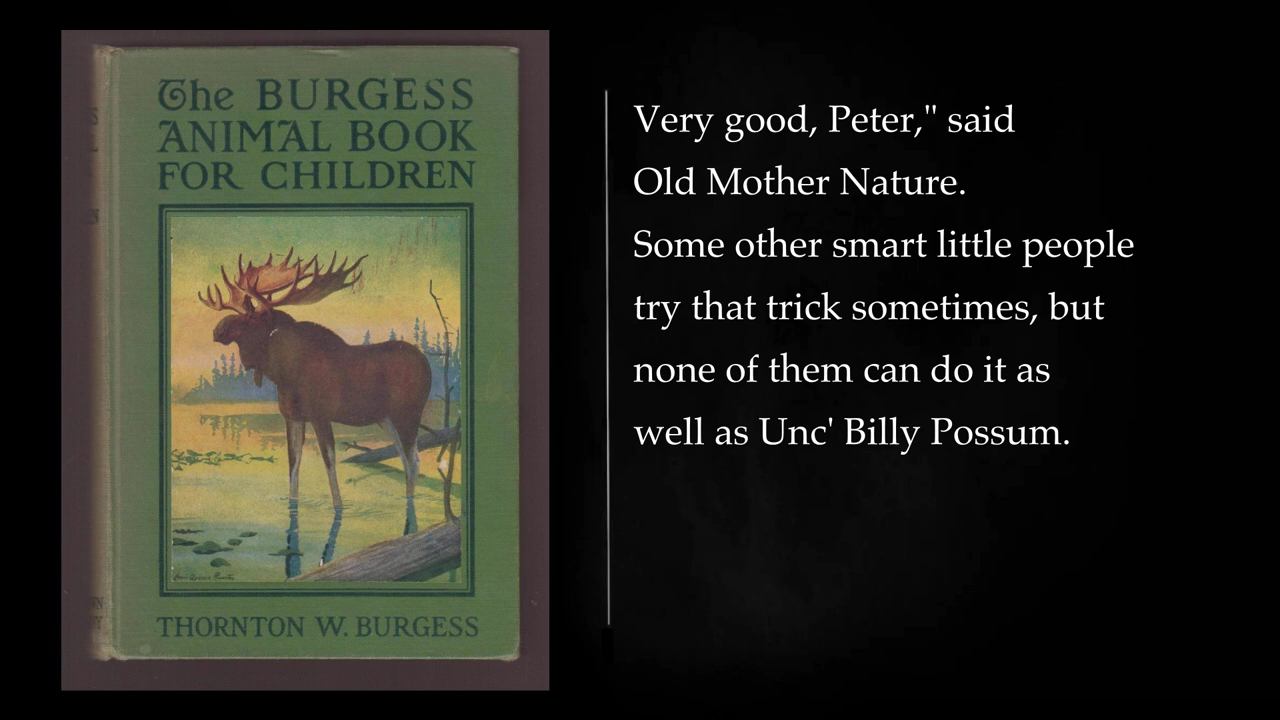 The BURGESS
ANIMAL BOOK
FOR CHILDREN
THORNTON W. BURGESS
Very good, Peter," said
Old Mother Nature.
Some other smart little people
try that trick sometimes, but
none of them can do it as
well as Unc' Billy Possum.